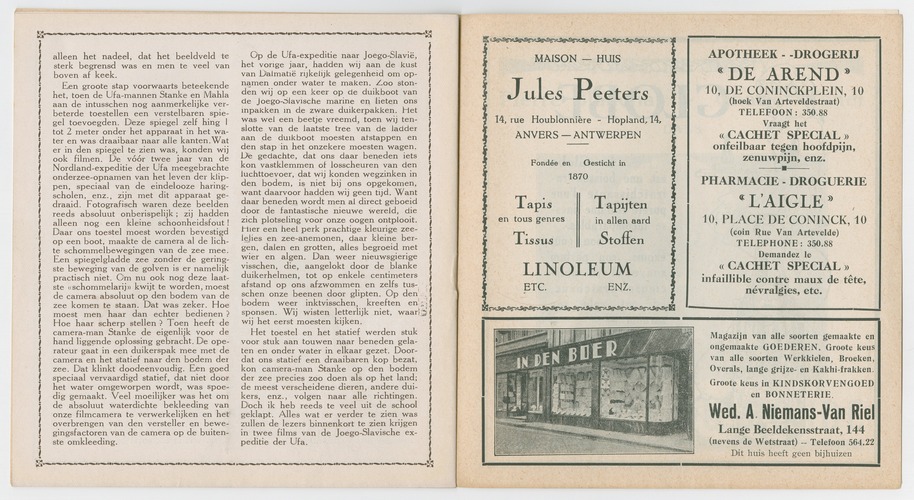 alleen het nadeel, dat het beeldveld te
sterk begrensd was en men te veel van
boven af keek.
Een groote stap voorwaarts beteekende
het, toen de Ufa-mannen Stanke en Mahla
aan de intusschen nog aanmerkelijke ver-
beterde toestellen een verstelbaren spie-
gel toevoegden. Deze spiegel zelf hing 1
tot 2 meter onder het apparaat in het wa-
ter en was draaibaar naar alle kanten. Wat
er in den spiegel te zien was, konden wij
ook filmen. De vóór twee jaar van de
Nordland-expeditie der Ufa meegebrachte
onderzee-opnamen van het leven der klip-
pen, speciaal van de eindelooze haring-
scholen, enz., zijn met dit apparaat ge-
draaid. Fotografisch waren deze beelden
reeds absoluut onberispelijk; zij hadden
alleen nog een kleine schoonheidsfout!
Daar ons toestel moest worden bevestigd
op een boot, maakte de camera al de lich-
te schommelbewegingen van de zee mee.
Een spiegelgladde zee zonder de gering-
ste beweging van de golven is er namelijk
practisch niet. Om nu ook nog deze laat-
ste «schommelarij» kwijt te worden, moest
de camera absoluut op den bodem van de
zee komen te staan. Dat was zeker. Hoe
moest men haar dan echter bedienen?
Hoe haar scherp stellen? Toen heeft de
camera-man Stanke de eigenlijk voor de
hand liggende oplossing gebracht. De ope-
rateur gaat in een duikerspak mee met de
camera en het statief naar den bodem der
zee. Dat klinkt doodeenvoudig. Een goed
speciaal vervaardigd statief, dat niet door
het water omgeworpen wordt, was spoe-
dig gemaakt. Veel moeilijker was het om
de absoluut waterdichte bekleeding van
onze filmcamera te verwerkelijken en het
overbrengen van den versteller en bewe-
gingsfactoren van de camera op de buiten-
ste omkleeding.
Op de Ufa-expeditie naar Joego-Slavië,
het vorige jaar, hadden wij aan de kust
van Dalmatië rijkelijk gelegenheid om op-
namen onder water te maken. Zoo ston-
den wij op een keer op de duikboot van
de Joego-Slavische marine en lieten ons
inpakken in de zware duikerpakken. Het
was wel een beetje vreemd, toen wij ten-
slotte van de laatste tree van de ladder
aan de duikboot moesten afstappen en
den stap in het onzekere moesten wagen.
De gedachte, dat ons daar beneden iets
kon vastklemmen of losscheuren van den
luchttoevoer, dat wij konden wegzinken in
den bodem, is niet bij ons opgekomen,
want daarvoor hadden wij geen tijd. Want
daar beneden wordt men al direct geboeid
door de fantastische nieuwe wereld, die
zich plotseling voor onze oogen ontplooit.
Hier een heel perk prachtige kleurige zee-
lelies en zee-anemonen, daar kleine ber-
gen, dalen en grotten, alles begroeid met
wier en algen. Dan weer nieuwsgierige
visschen, die, aangelokt door de blanke
duikerhelmen, tot op enkele centimeters
afstand op ons afzwommen en zelfs tus-
schen onze beenen door glipten. Op den
bodem weer inktvisschen, kreeften en
sponsen. Wij wisten letterlijk niet, waar
wij het eerst moesten kijken.
Het toestel en het statief werden stuk
voor stuk aan touwen naar beneden gela-
ten en onder water in elkaar gezet. Door-
dat ons statief een draaibaren kop bezat,
kon camera-man Stanke op den bodem
der zee precies zoo doen als op het land;
de meest verscheidene dieren, andere dui-
kers, enz., volgen naar alle richtingen.
Doch ik heb reeds te veel uit de school
geklapt. Alles wat er verder te zien was
zullen de lezers binnenkort te zien krijgen
in twee films van de Joego-Slavische ex-
peditie der Ufa.
MAISON — HUIS
Jules Peeters
14, rue Houblonnière - Hopland, 14,
ANVERS — ANTWERPEN
Fondée en Gesticht in
1870
Tapis
en tous genres
Tissus
Tapijten
in allen aard
Stoffen
LINOLEUM
ETC. ENZ.
APOTHEEK - -DROGERIJ
« DE AREND »
10, DE CONINCKPLEIN, 10
(hoek Van Arteveldestraat)
TELEFOON: 350.88
Vraagt het
« CACHET SPECIAL »
onfeilbaar tegen hoofdpijn,
zenuwpijn, enz.
PHARMACIE - DROGUERIE
« L'AIGLE »
10, PLACE DE CONINCK, 10
(coin Rue Van Artevelde)
TELEPHONE: 350.88
Demandez le
« CACHET SPECIAL »
infaillible contre maux de tête,
névralgies, etc.
IN DEN BOER
Magazijn van alle soorten gemaakte en
ongemaakte GOEDEREN. Groote keus
van alle soorten Werkkielen, Broeken,
Overals, lange grijze- en Kakhi-frakken.
Groote keus in KINDSKORVENGOED
en BONNETERIE.
Wed. A. Niemans-Van Riel
Lange Beeldekensstraat, 144
(nevens de Wetstraat) — Telefoon 564.22
Dit huis heeft geen bijhuizen